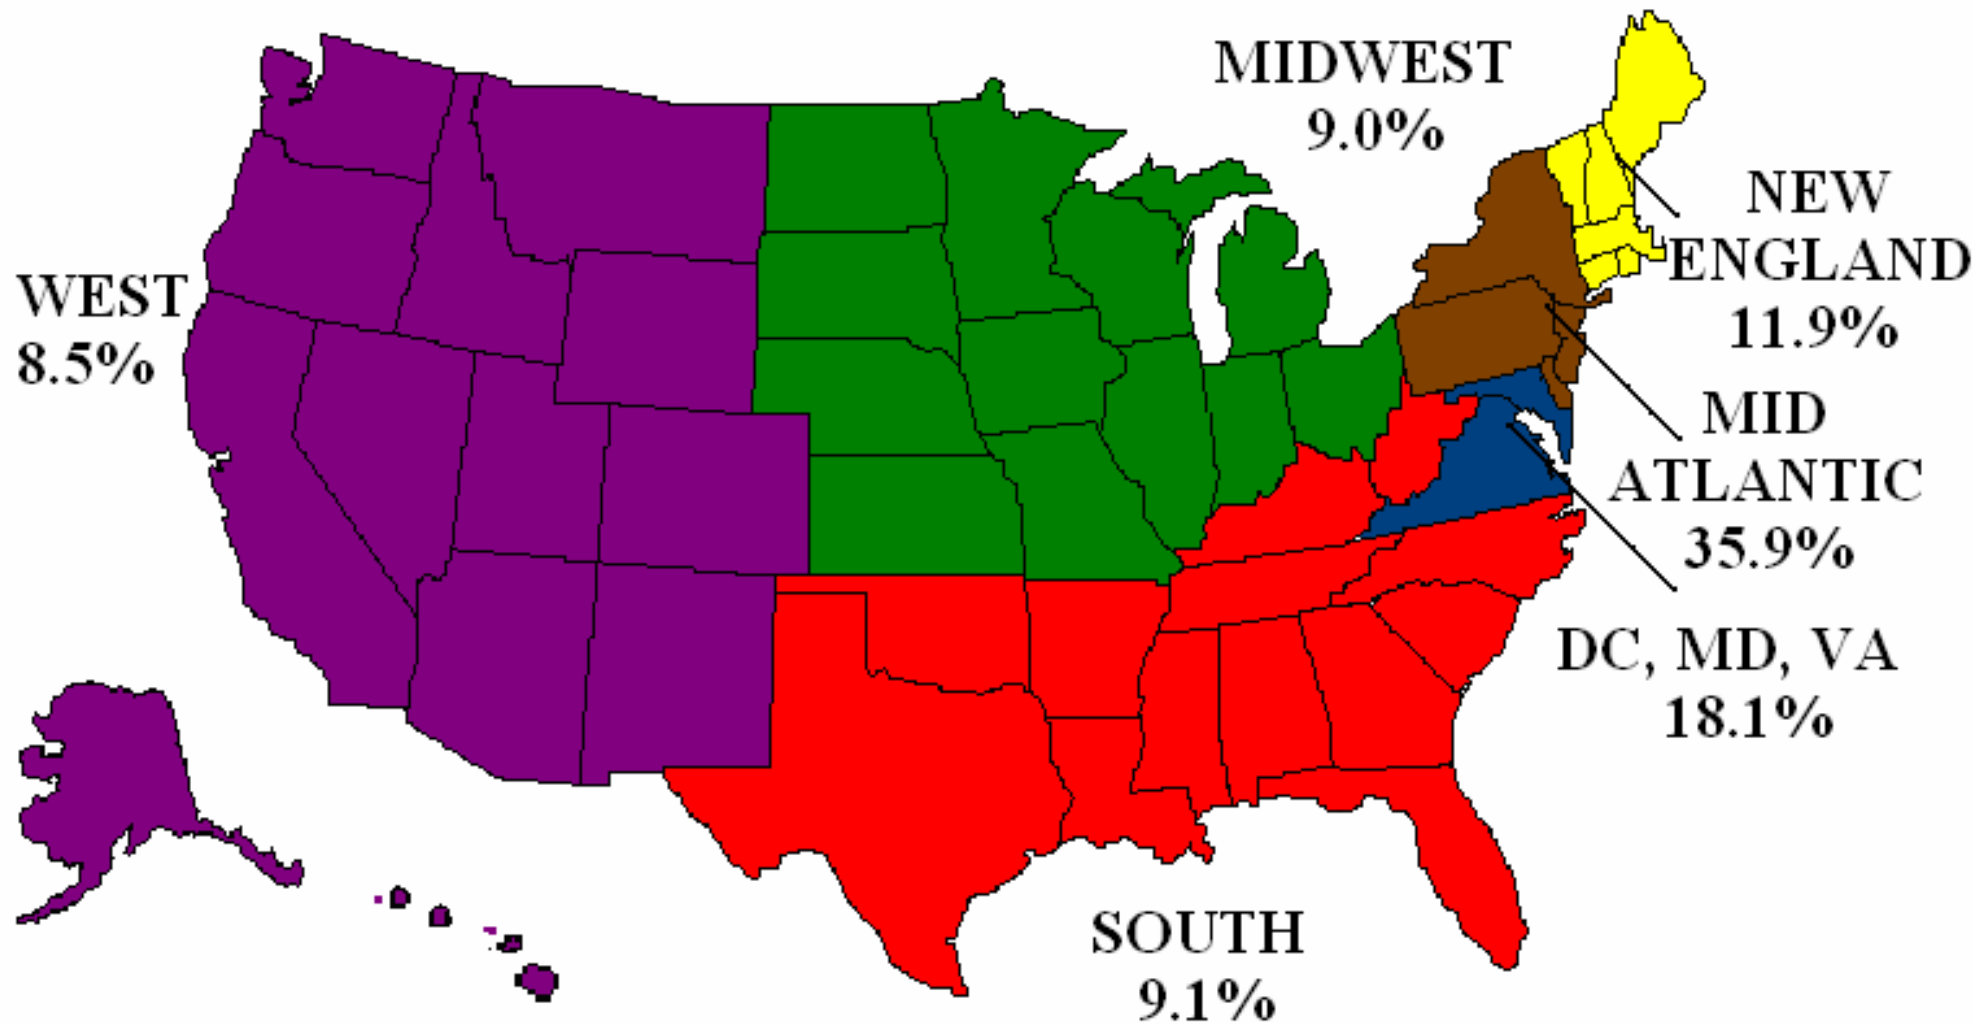 MIDWEST
9.0%
NEW
ENGLAND
11.9%
WEST
8.5%
MID
ATLANTIC
35.9%
DC, MD, VA
18.1%
SOUTH
9.1%